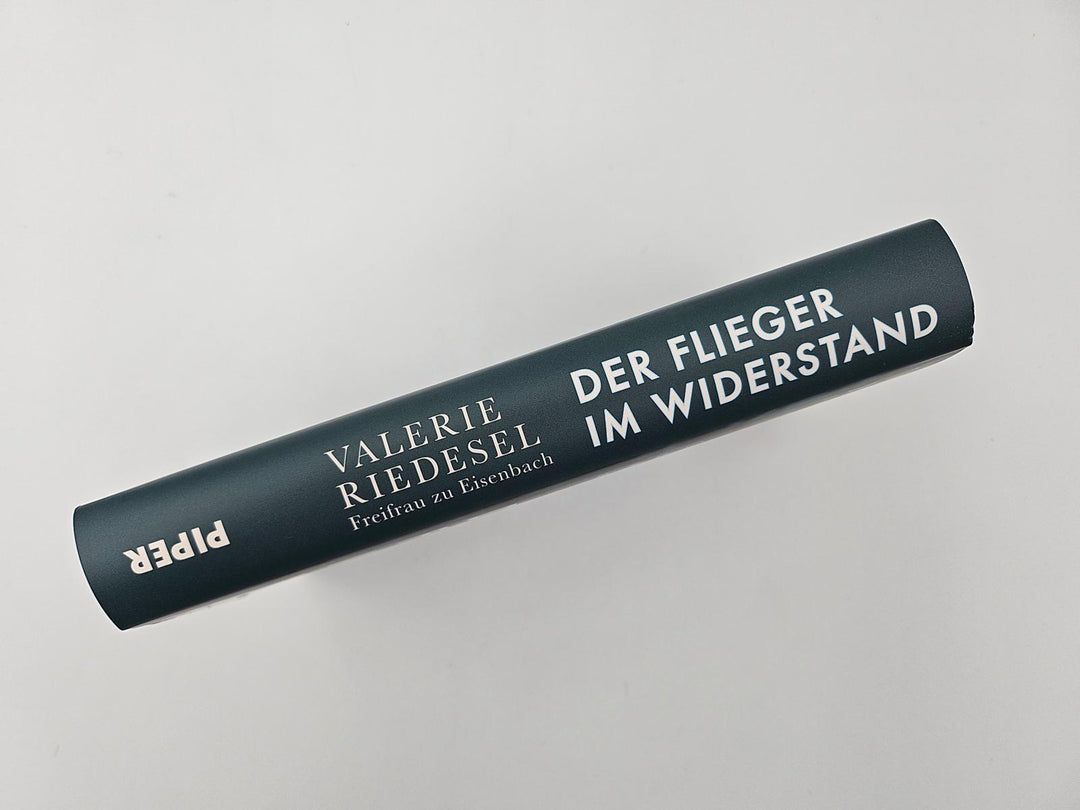 VALERIE
RIEDESEL
Freifrau zu Eisenbach
DER FLIEGER
IM WIDERSTAND
PIPER